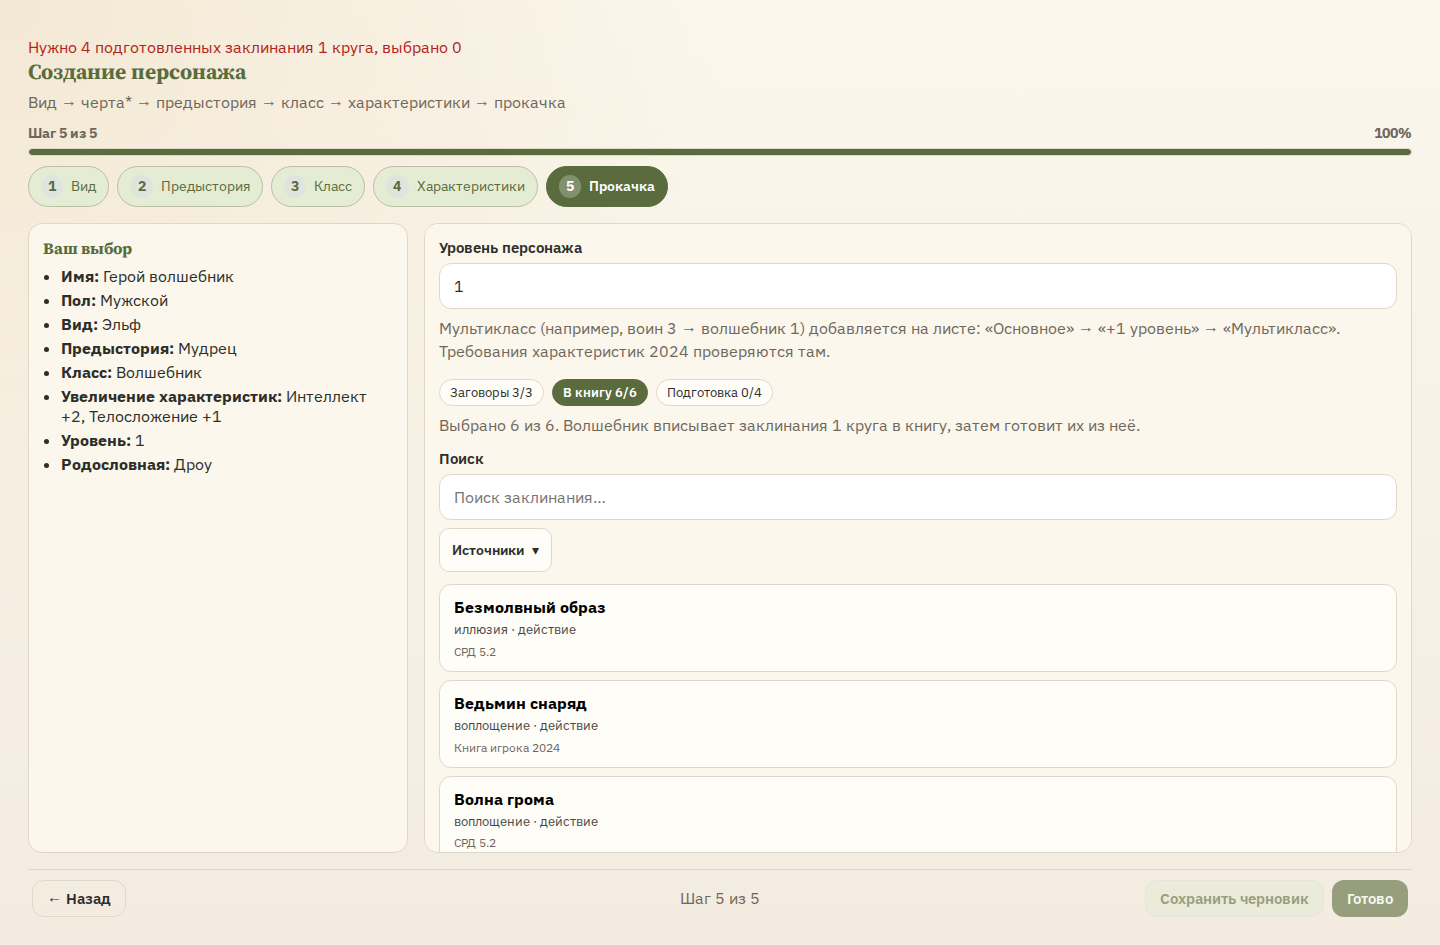 Нужно 4 подготовленных заклинания 1 круга, выбрано 0
Создание персонажа
Вид → черта* → предыстория → класс → характеристики → прокачка
Шаг 5 из 5
100%
1 Вид
2 Предыстория
3 Класс
4 Характеристики
5 Прокачка
Ваш выбор
Имя: Герой волшебник
Пол: Мужской
Вид: Эльф
Предыстория: Мудрец
Класс: Волшебник
Увеличение характеристик: Интеллект
+2, Телосложение +1
Уровень: 1
Родословная: Дроу
Уровень персонажа
1
Мультикласс (например, воин 3 → волшебник 1) добавляется на листе: «Основное» → «+1 уровень» → «Мультикласс».
Требования характеристик 2024 проверяются там.
Заговоры 3/3
В книгу 6/6
Подготовка 0/4
Выбрано 6 из 6. Волшебник вписывает заклинания 1 круга в книгу, затем готовит их из неё.
Поиск
Поиск заклинания...
Источники ▾
Безмолвный образ
иллюзия · действие
СРД 5.2
Ведьмин снаряд
воплощение · действие
Книга игрока 2024
Волна грома
воплощение · действие
СРД 5.2
← Назад
Шаг 5 из 5
Сохранить черновик
Готово